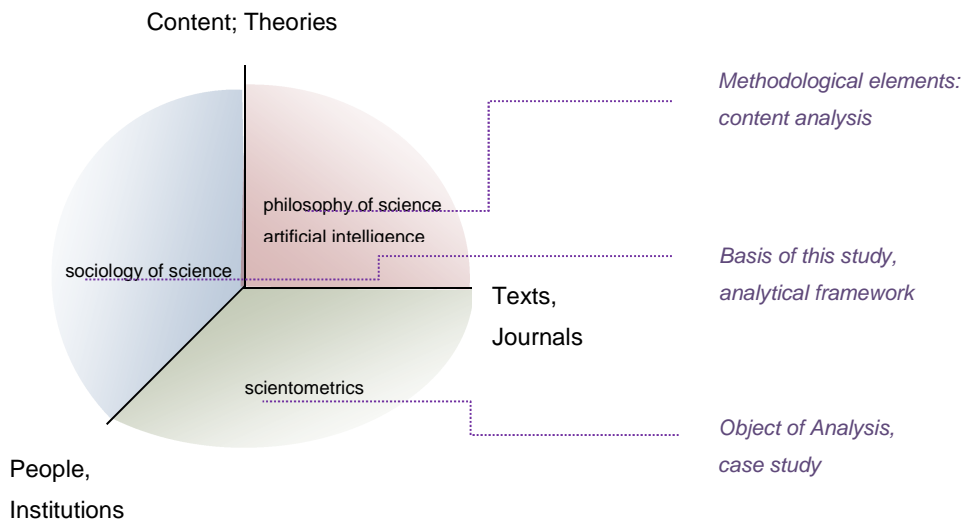 Content; Theories
Methodological elements:
content analysis
philosophy of science
artificial intelligence
sociology of science
Basis of this study,
analytical framework
Texts,
Journals
scientometrics
Object of Analysis,
case study
People,
Institutions